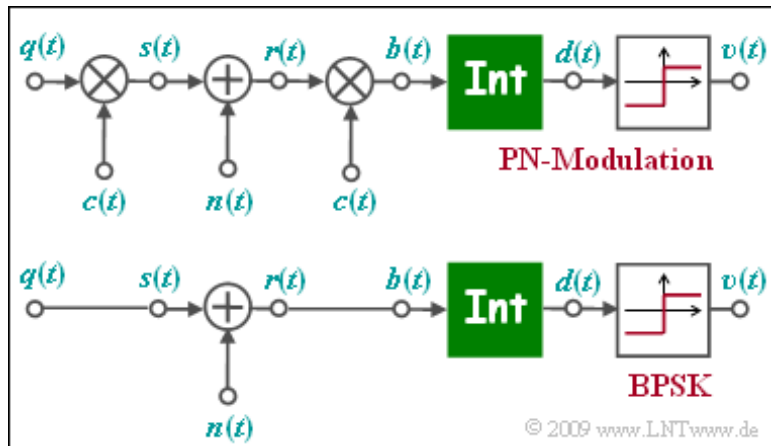 q(t) s(t) r(t) b(t) d(t) v(t)
Int
PN-Modulation
c(t) n(t) c(t)
q(t) s(t) r(t) b(t) d(t) v(t)
Int
BPSK
n(t)
© 2009 www.LNTwww.de